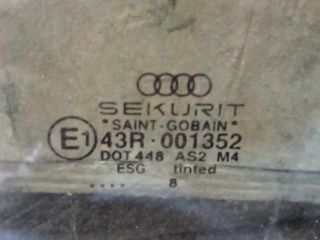 SEKURIT
"SAINT-GOBAIN"
E1 43R·001352
DOT 448 AS2 M4
ESG tinted
.... 8